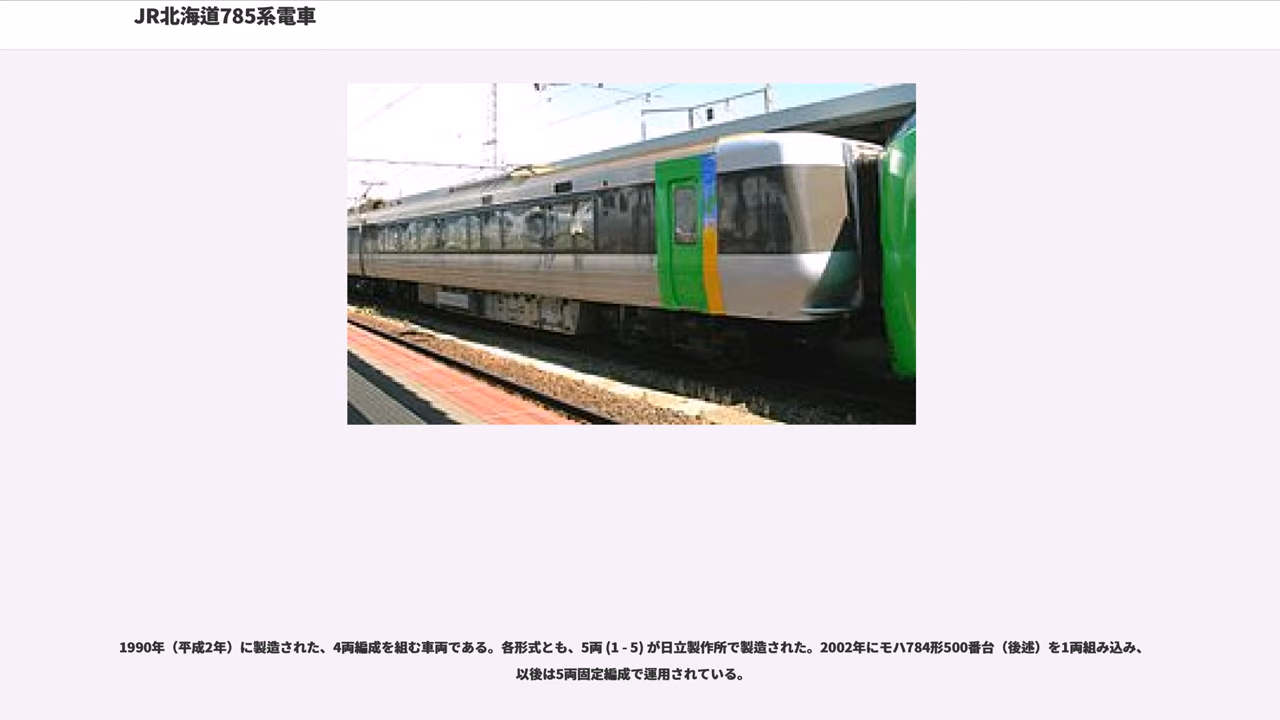 JR北海道785系電車
1990年（平成2年）に製造された、4両編成を組む車両である。各形式とも、5両 (1 - 5) が日立製作所で製造された。2002年にモハ784形500番台（後述）を1両組み込み、
以後は5両固定編成で運用されている。